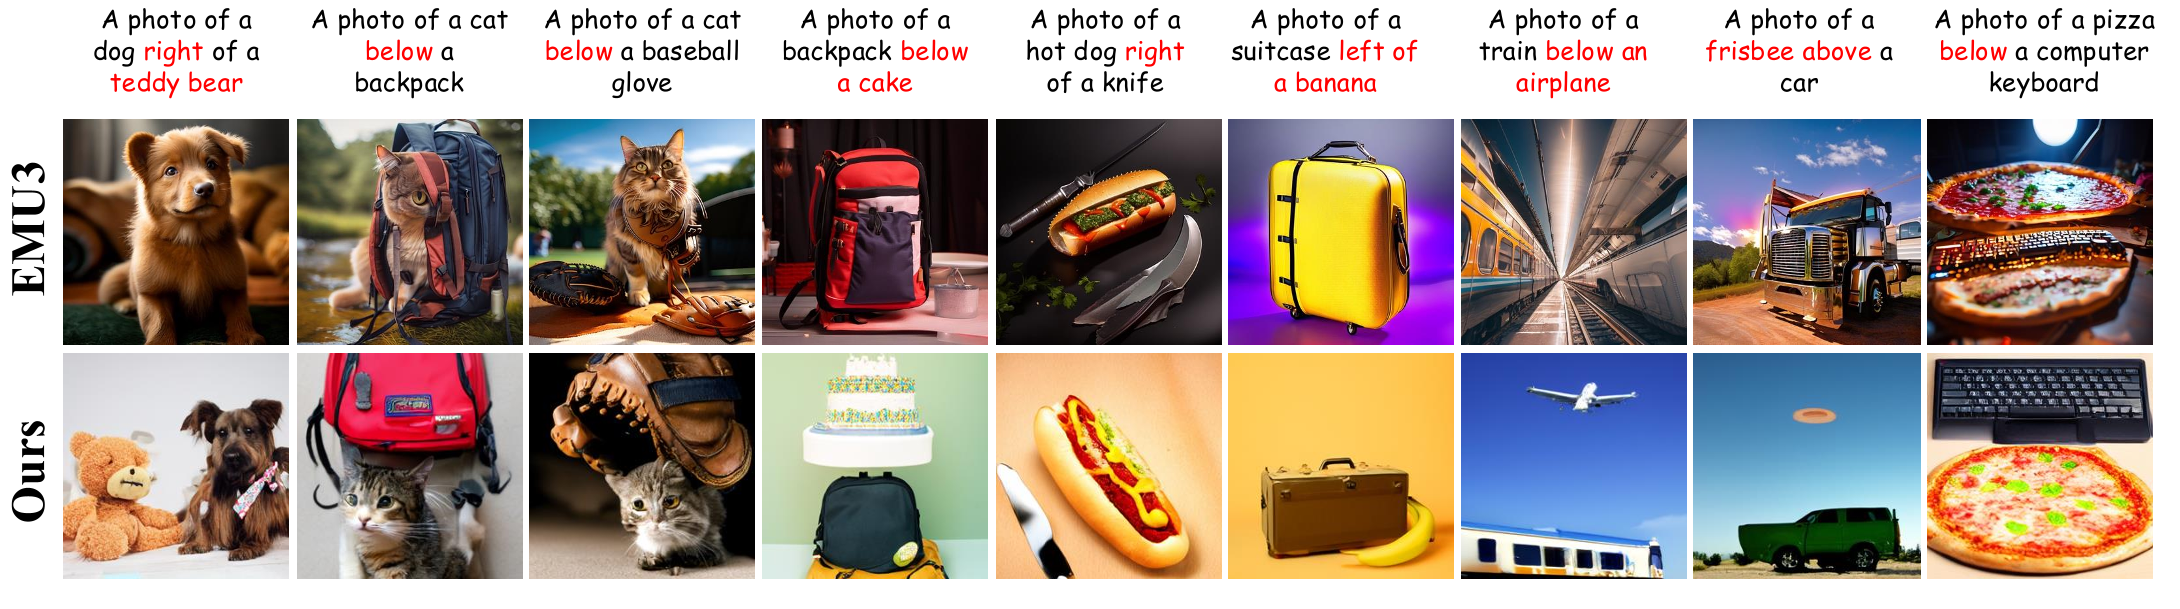 A photo of a
dog right of a
teddy bear
A photo of a cat
below a
backpack
A photo of a cat
below a baseball
glove
A photo of a
backpack below
a cake
A photo of a
hot dog right
of a knife
A photo of a
suitcase left of
a banana
A photo of a
train below an
airplane
A photo of a
frisbee above a
car
A photo of a pizza
below a computer
keyboard
EMU3
Ours